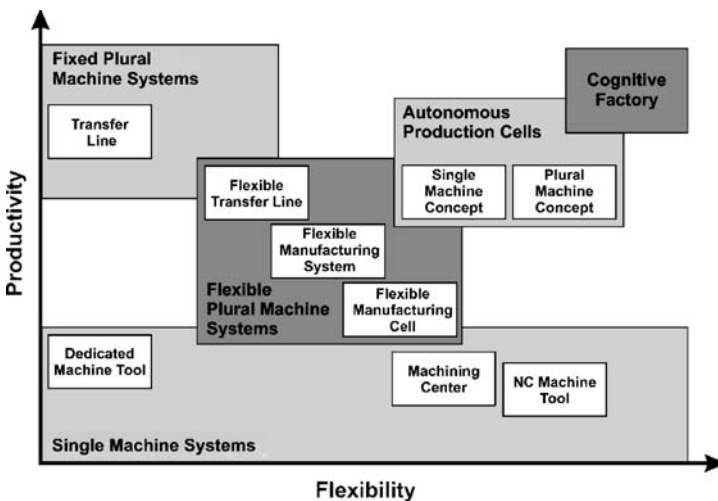 Fixed Plural
Machine Systems
Transfer
Line
Cognitive
Factory
Autonomous
Production Cells
Single
Machine
Concept
Plural
Machine
Concept
Flexible
Transfer Line
Flexible
Manufacturing
System
Flexible
Plural Machine
Systems
Flexible
Manufacturing
Cell
Dedicated
Machine Tool
Machining
Center
NC Machine
Tool
Single Machine Systems
Productivity
Flexibility